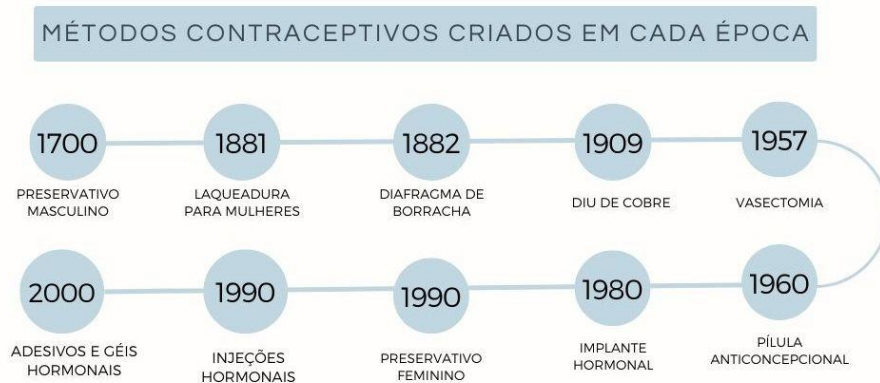 MÉTODOS CONTRACEPTIVOS CRIADOS EM CADA ÉPOCA
1700
PRESERVATIVO
MASCULINO
1881
LAQUEADURA
PARA MULHERES
1882
DIAFRAGMA DE
BORRACHA
1909
DIU DE COBRE
1957
VASECTOMIA
1960
PÍLULA
ANTICONCEPCIONAL
1980
IMPLANTE
HORMONAL
1990
PRESERVATIVO
FEMININO
1990
INJEÇÕES
HORMONAIS
2000
ADESIVOS E GÉIS
HORMONAIS